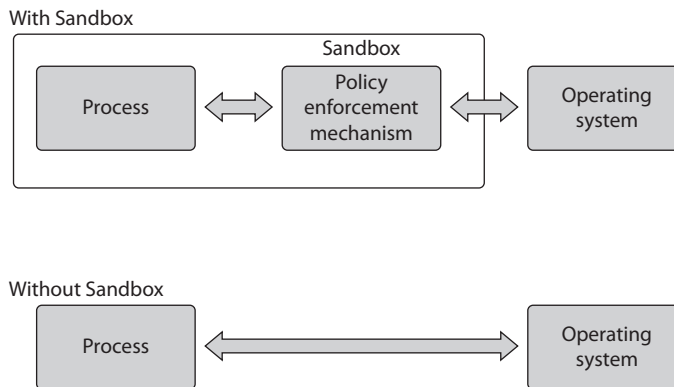 With Sandbox
Sandbox
Process
Policy
enforcement
mechanism
Operating
system
Without Sandbox
Process
Operating
system